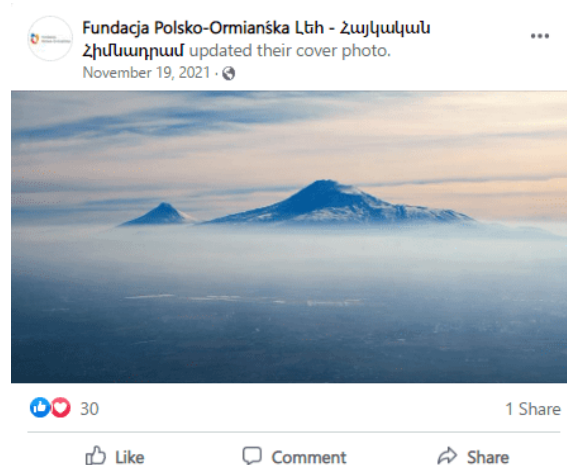 Fundacja Polsko-Ormiańska Լեհ - Հայկական
Հիմնադրամ updated their cover photo.
November 19, 2021 ·
30
1 Share
Like
Comment
Share